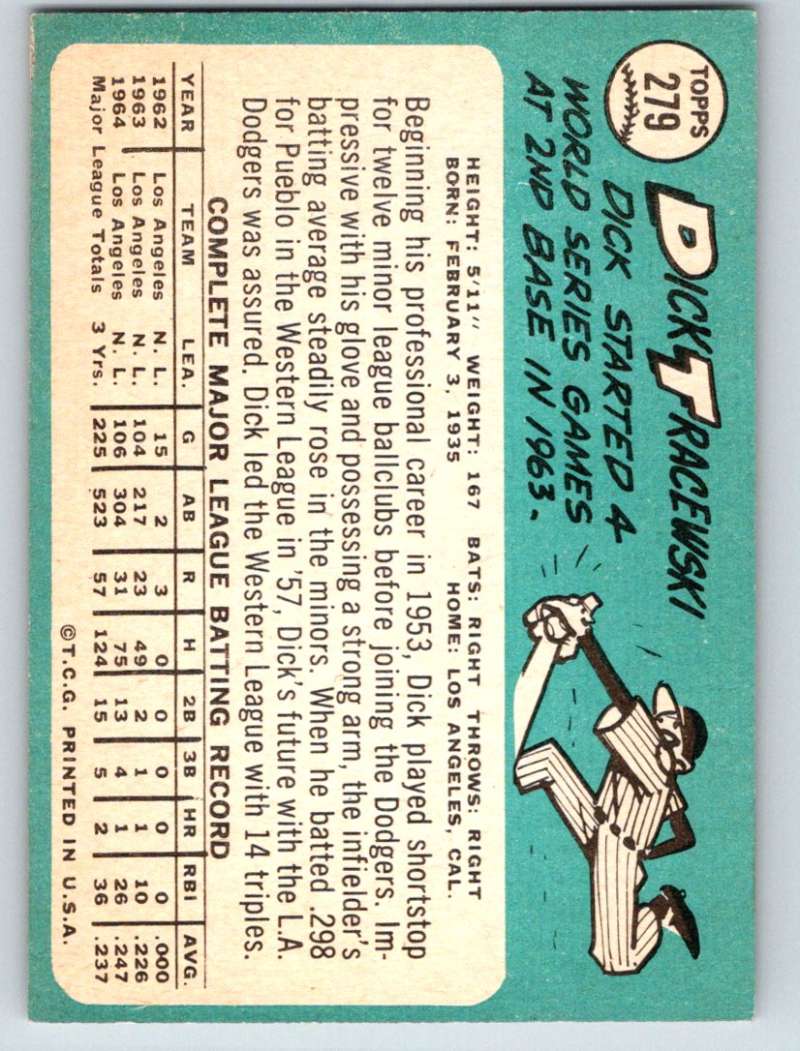 TOPPS
279
DICK TRACEWSKI
DICK STARTED 4
WORLD SERIES GAMES
AT 2ND BASE IN 1963.
HEIGHT: 5'11" WEIGHT: 167 BATS: RIGHT THROWS: RIGHT
BORN: FEBRUARY 3, 1935 HOME: LOS ANGELES, CAL.
Beginning his professional career in 1953, Dick played shortstop
for twelve minor league ballclubs before joining the Dodgers. Im-
pressive with his glove and possessing a strong arm, the infielder's
batting average steadily rose in the minors. When he batted .298
for Pueblo in the Western League in '57, Dick's future with the L.A.
Dodgers was assured. Dick led the Western League with 14 triples.
COMPLETE MAJOR LEAGUE BATTING RECORD
YEAR TEAM LEA. G AB R H 2B 3B HR RBI AVG.
1962 Los Angeles N. L. 15 2 3 0 0 0 0 0 .000
1963 Los Angeles N. L. 104 217 23 49 2 1 1 10 .226
1964 Los Angeles N. L. 106 304 31 75 13 4 1 26 .247
Major League Totals 3 Yrs. 225 523 57 124 15 5 2 36 .237
©T.C.G. PRINTED IN U.S.A.